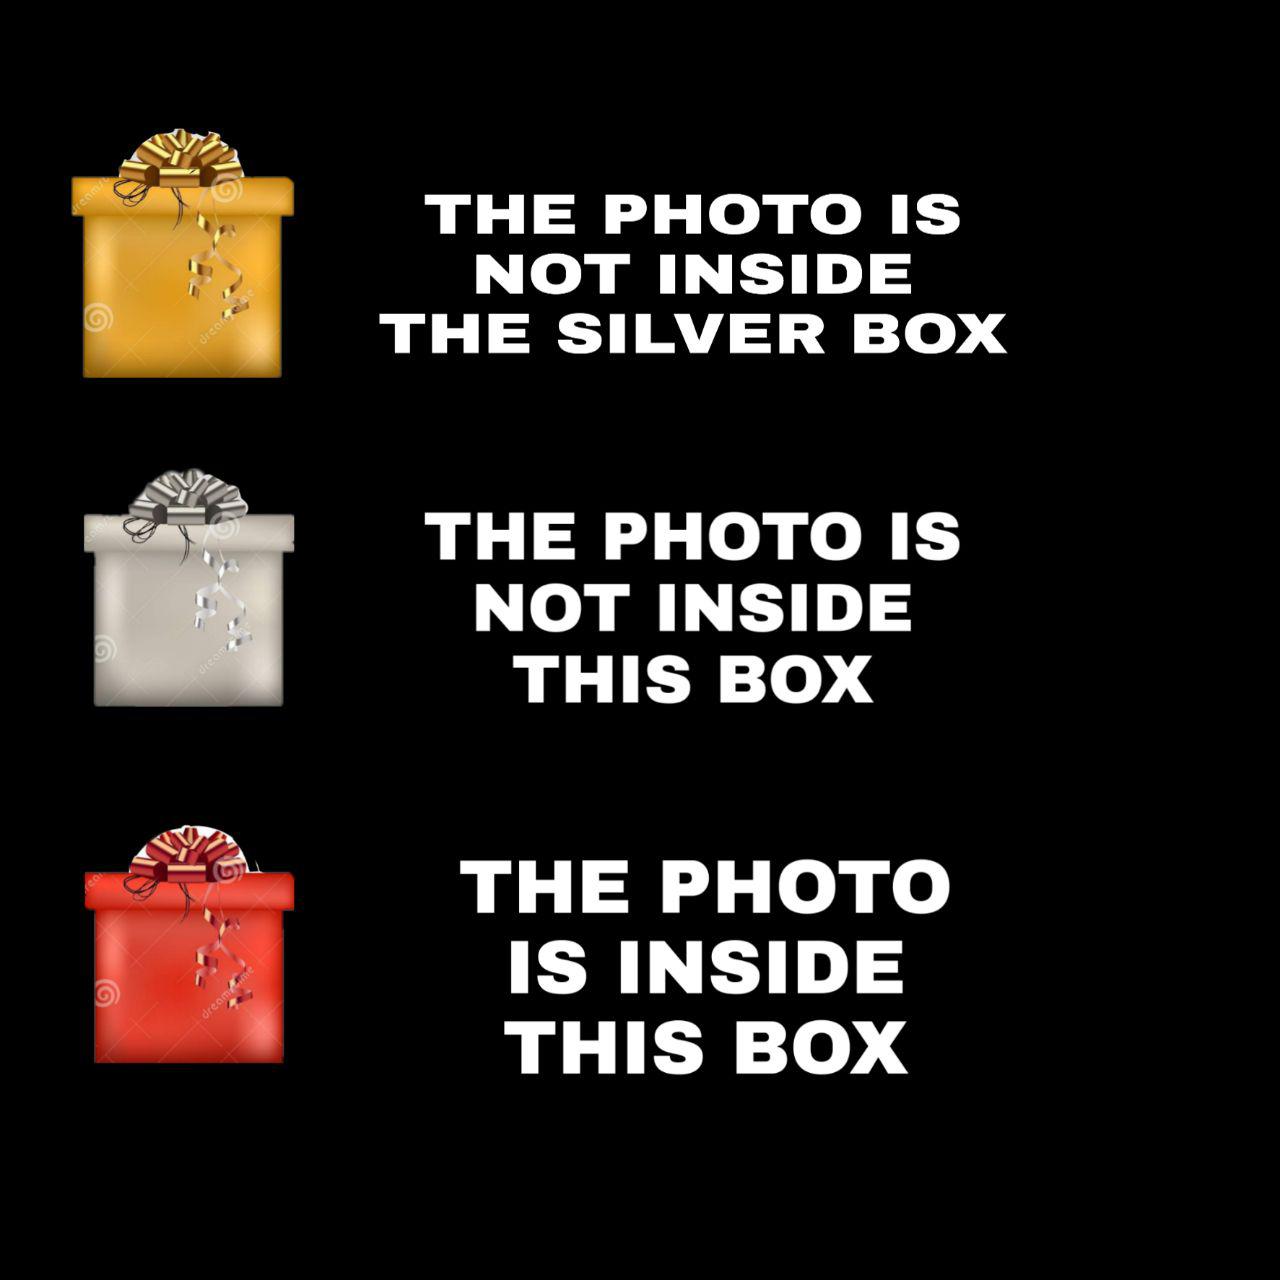 THE PHOTO IS
NOT INSIDE
THE SILVER BOX
THE PHOTO IS
NOT INSIDE
THIS BOX
THE PHOTO
IS INSIDE
THIS BOX